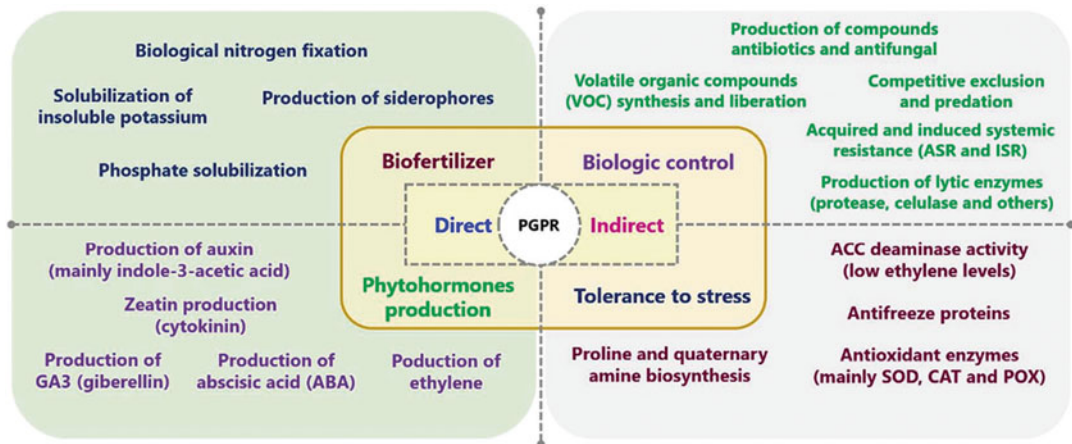 Biological nitrogen fixation
Solubilization of
insoluble potassium
Production of siderophores
Phosphate solubilization
Biofertilizer
Production of compounds
antibiotics and antifungal
Volatile organic compounds
(VOC) synthesis and liberation
Competitive exclusion
and predation
Acquired and induced systemic
resistance (ASR and ISR)
Biologic control
Production of lytic enzymes
(protease, celulase and others)
Direct
PGPR
Indirect
Production of auxin
(mainly indole-3-acetic acid)
Zeatin production
(cytokinin)
Phytohormones
production
Production of
GA3 (giberellin)
Production of
abscisic acid (ABA)
Poduction of
ethylene
ACC deaminase activity
(low ethylene levels)
Tolerance to stress
Antifreeze proteins
Proline and quaternary
amine biosynthesis
Antioxidant enzymes
(mainly SOD, CAT and POX)